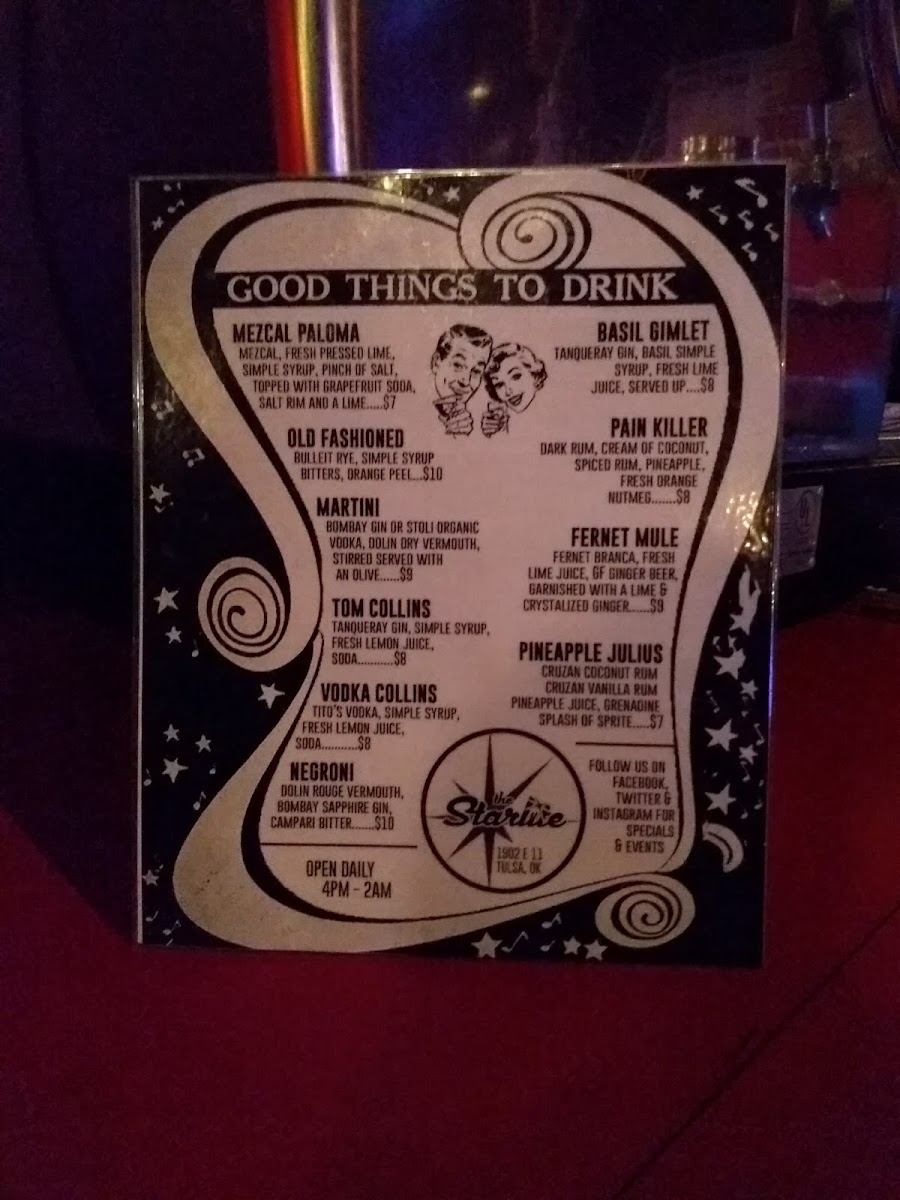 GOOD THINGS TO DRINK
MEZCAL PALOMA
MEZCAL, FRESH PRESSED LIME,
SIMPLE SYRUP, PINCH OF SALT,
TOPPED WITH GRAPEFRUIT SODA,
SALT RIM AND A LIME.....$7
OLD FASHIONED
BULLEIT RYE, SIMPLE SYRUP
BITTERS, ORANGE PEEL...$10
MARTINI
BOMBAY GIN OR STOLI ORGANIC
VODKA, DOLIN DRY VERMOUTH,
STIRRED SERVED WITH
AN OLIVE......$9
TOM COLLINS
TANQUERAY GIN, SIMPLE SYRUP,
FRESH LEMON JUICE,
SODA...........$8
VODKA COLLINS
TITO'S VODKA, SIMPLE SYRUP,
FRESH LEMON JUICE,
SODA...........$8
NEGRONI
DOLIN ROUGE VERMOUTH,
BOMBAY SAPPHIRE GIN,
CAMPARI BITTER......$10
OPEN DAILY
4PM - 2AM
BASIL GIMLET
TANQUERAY GIN, BASIL SIMPLE
SYRUP, FRESH LIME
JUICE, SERVED UP....$8
PAIN KILLER
DARK RUM, CREAM OF COCONUT,
SPICED RUM, PINEAPPLE,
FRESH ORANGE
NUTMEG.......$8
FERNET MULE
FERNET BRANCA, FRESH
LIME JUICE, GF GINGER BEER,
GARNISHED WITH A LIME &
CRYSTALIZED GINGER......$9
PINEAPPLE JULIUS
CRUZAN COCONUT RUM
CRUZAN VANILLA RUM
PINEAPPLE JUICE, GRENADINE
SPLASH OF SPRITE.....$7
FOLLOW US ON
FACEBOOK,
TWITTER &
INSTAGRAM FOR
SPECIALS
& EVENTS
the
Starlite
1902 E 11
TULSA, OK